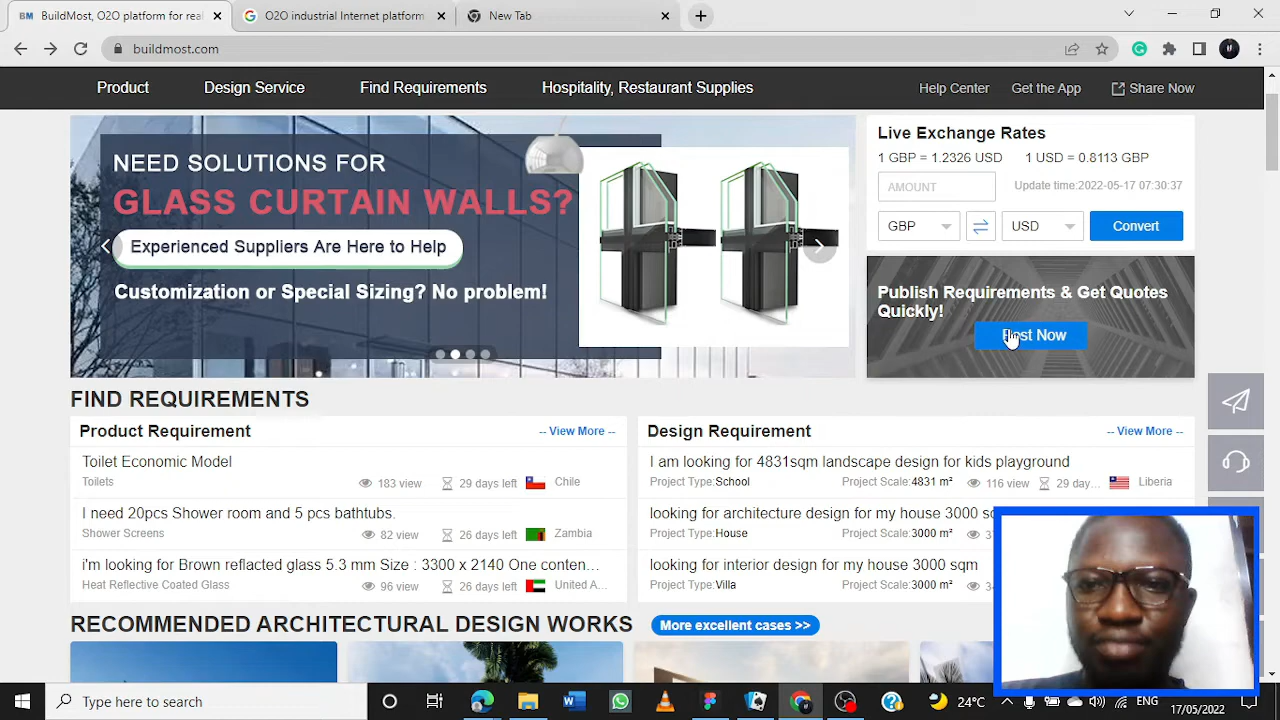 BM BuildMost, O2O platform for real
O2O industrial Internet platform
New Tab
buildmost.com
Product
Design Service
Find Requirements
Hospitality, Restaurant Supplies
Help Center
Get the App
Share Now
NEED SOLUTIONS FOR
GLASS CURTAIN WALLS?
Experienced Suppliers Are Here to Help
Customization or Special Sizing? No problem!
Live Exchange Rates
1 GBP = 1.2326 USD 1 USD = 0.8113 GBP
AMOUNT
Update time:2022-05-17 07:30:37
GBP
USD
Convert
Publish Requirements & Get Quotes
Quickly!
Post Now
FIND REQUIREMENTS
Product Requirement
-- View More --
Toilet Economic Model
Toilets
183 view
29 days left
Chile
I need 20pcs Shower room and 5 pcs bathtubs.
Shower Screens
82 view
26 days left
Zambia
i'm looking for Brown reflacted glass 5.3 mm Size : 3300 x 2140 One conten...
Heat Reflective Coated Glass
96 view
26 days left
United A...
Design Requirement
-- View More --
I am looking for 4831sqm landscape design for kids playground
Project Type:School
Project Scale:4831 m²
116 view
29 day...
Liberia
looking for architecture design for my house 3000
Project Type:House
Project Scale:3000 m²
looking for interior design for my house 3000 sqm
Project Type:Villa
Project Scale:3000 m²
RECOMMENDED ARCHITECTURAL DESIGN WORKS
More excellent cases >>
Type here to search
24°C
ENG
17/05/2022